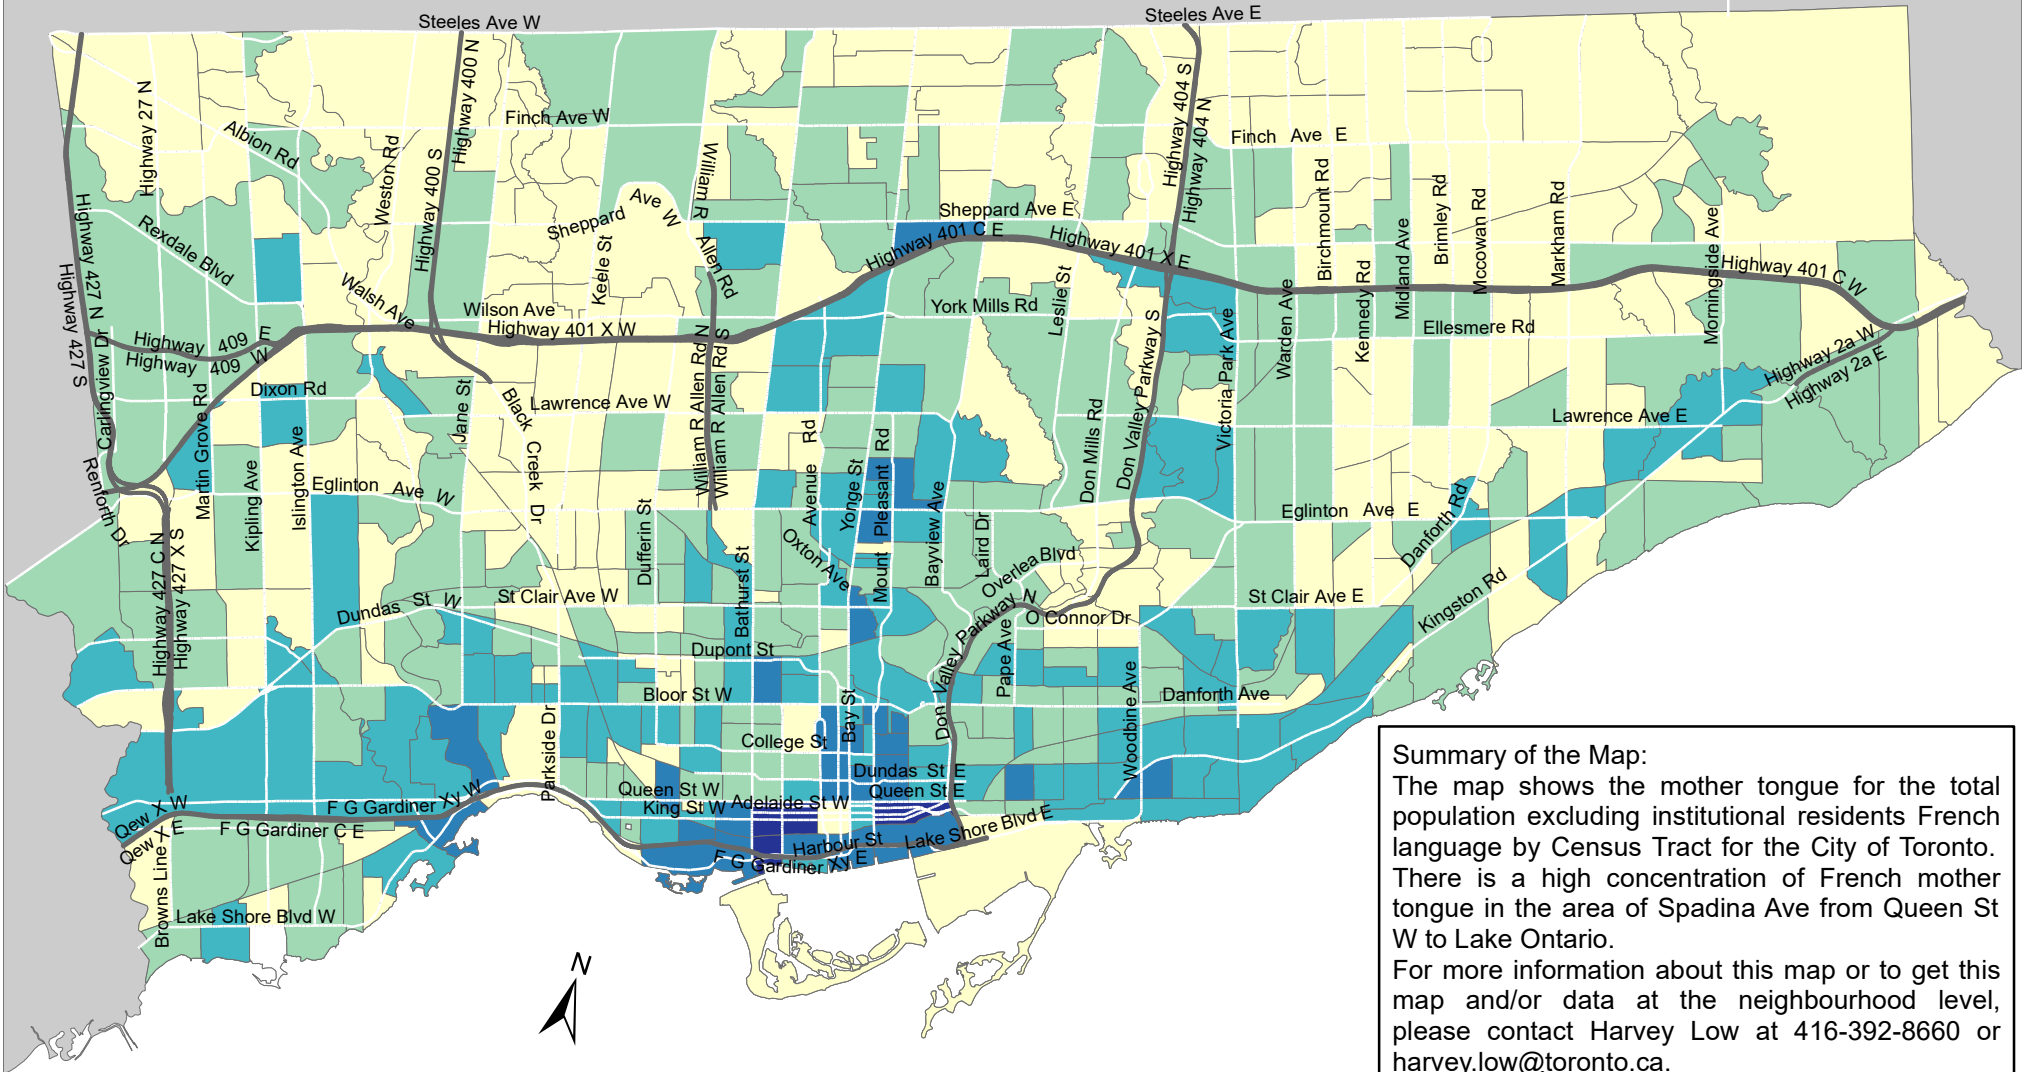 Steeles Ave W
Steeles Ave E
Highway 27 N
Albion Rd
Weston Rd
Highway 400 N
Highway 400 S
Finch Ave W
William R
Allen Rd
Highway 404 S
Highway 404 N
Finch Ave E
Highway 427 N
Highway 427 S
Rexdale Blvd
Sheppard Ave W
Keele St
Sheppard Ave E
Highway 401 C E
Highway 401 X E
Birchmount Rd
Kennedy Rd
Midland Ave
Brimley Rd
Mccowan Rd
Markham Rd
Morningside Ave
Highway 401 C W
Walsh Ave
Wilson Ave
Highway 401 X W
York Mills Rd
Leslie St
Ellesmere Rd
Warden Ave
Victoria Park Ave
Highway 409 E
Highway 409 W
Carlingview Dr
Martin Grove Rd
Dixon Rd
Jane St
Black Creek Dr
Lawrence Ave W
William R Allen Rd N
William R Allen Rd S
Avenue Rd
Yonge St
Mount Pleasant Rd
Bayview Ave
Don Mills Rd
Don Valley Parkway S
Lawrence Ave E
Highway 2a W
Highway 2a E
Renforth Dr
Kipling Ave
Islington Ave
Eglinton Ave W
Dufferin St
Bathurst St
Oxton Ave
Laird Dr
Overlea Blvd
Eglinton Ave E
Danforth Rd
Highway 427 C N
Highway 427 X S
Dundas St W
St Clair Ave W
Don Valley Parkway N
O Connor Dr
St Clair Ave E
Kingston Rd
Dupont St
Bloor St W
Bay St
Pape Ave
Woodbine Ave
Danforth Ave
Parkside Dr
College St
Dundas St E
Queen St W
Queen St E
King St W
Adelaide St W
Qew X W
Qew X E
F G Gardiner Xy W
F G Gardiner C E
Harbour St
Lake Shore Blvd E
F G Gardiner Xy E
Browns Line
Lake Shore Blvd W
N
Summary of the Map:
The map shows the mother tongue for the total
population excluding institutional residents French
language by Census Tract for the City of Toronto.
There is a high concentration of French mother
tongue in the area of Spadina Ave from Queen St
W to Lake Ontario.
For more information about this map or to get this
map and/or data at the neighbourhood level,
please contact Harvey Low at 416-392-8660 or
harvey.low@toronto.ca.